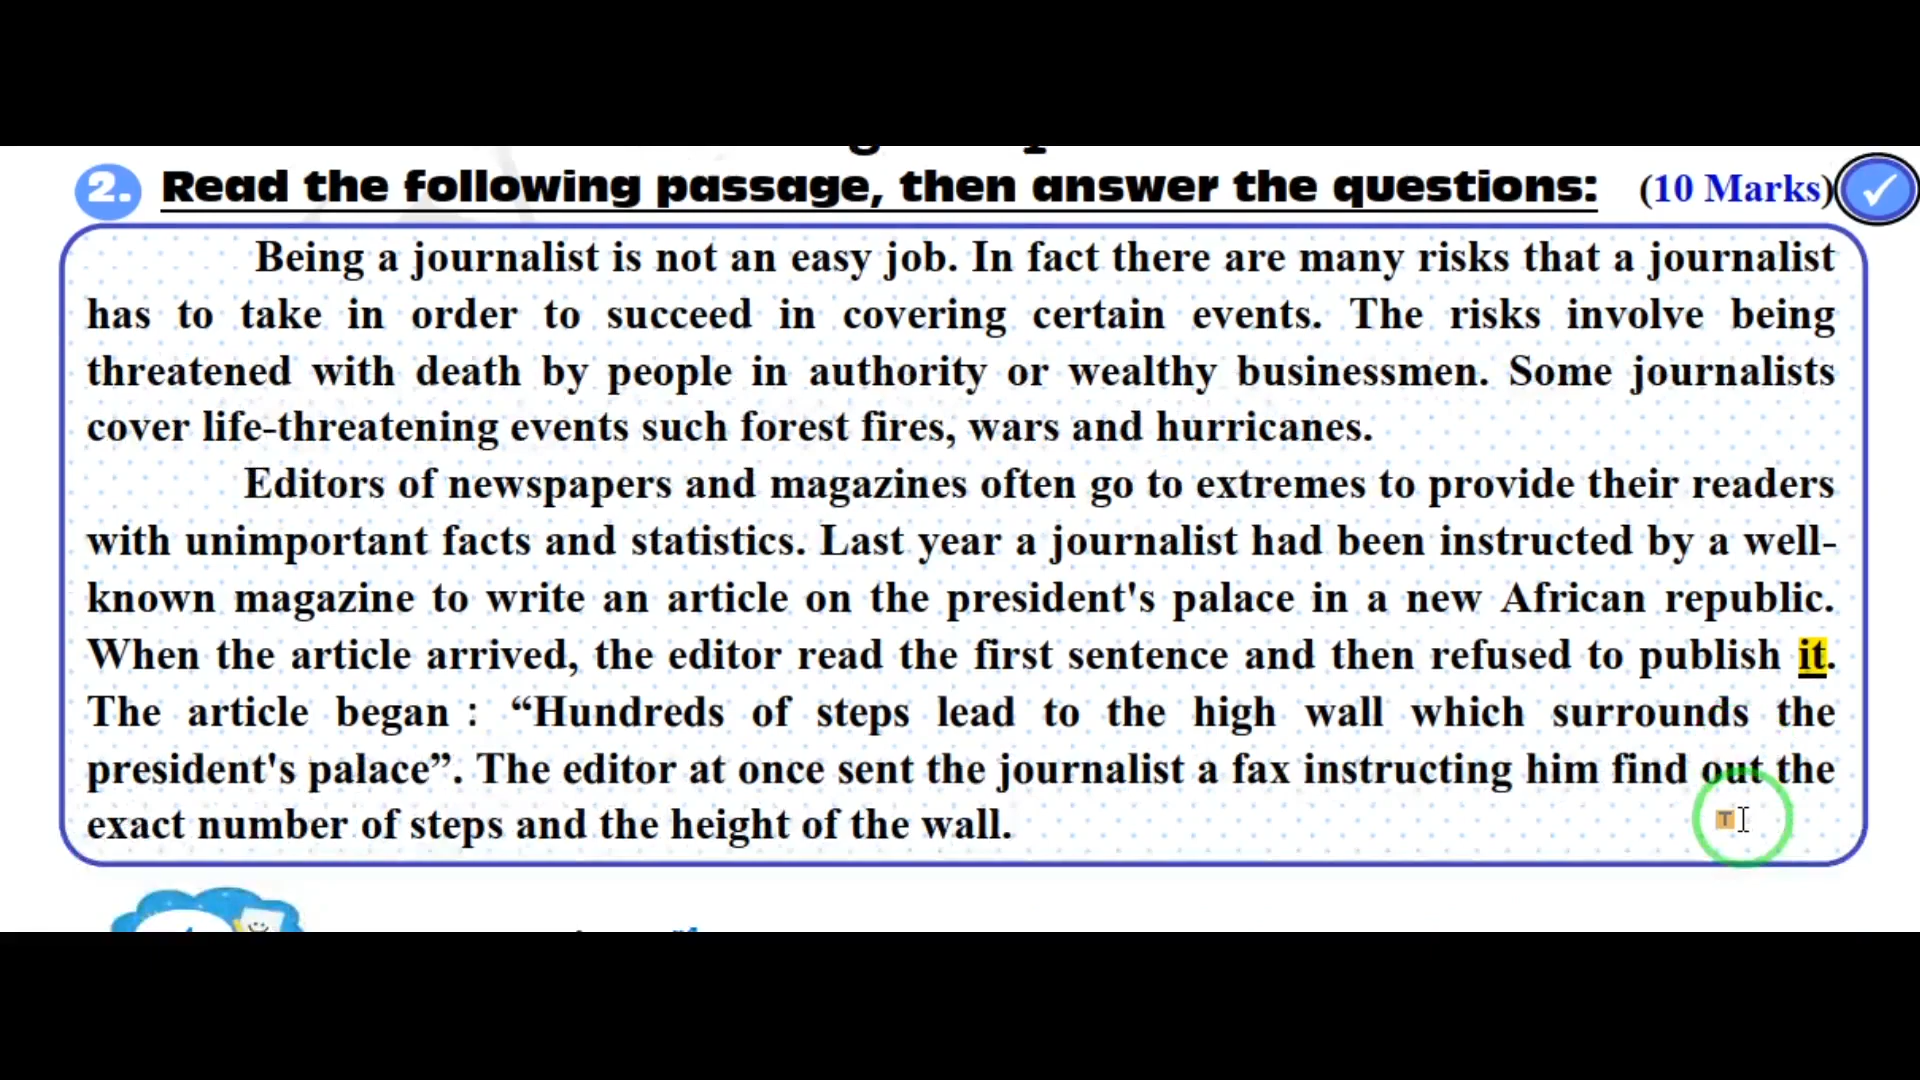 2. Read the following passage, then answer the questions: (10 Marks)
Being a journalist is not an easy job. In fact there are many risks that a journalist
has to take in order to succeed in covering certain events. The risks involve being
threatened with death by people in authority or wealthy businessmen. Some journalists
cover life-threatening events such forest fires, wars and hurricanes.
Editors of newspapers and magazines often go to extremes to provide their readers
with unimportant facts and statistics. Last year a journalist had been instructed by a well-
known magazine to write an article on the president's palace in a new African republic.
When the article arrived, the editor read the first sentence and then refused to publish it.
The article began : “Hundreds of steps lead to the high wall which surrounds the
president's palace”. The editor at once sent the journalist a fax instructing him find out the
exact number of steps and the height of the wall.
T